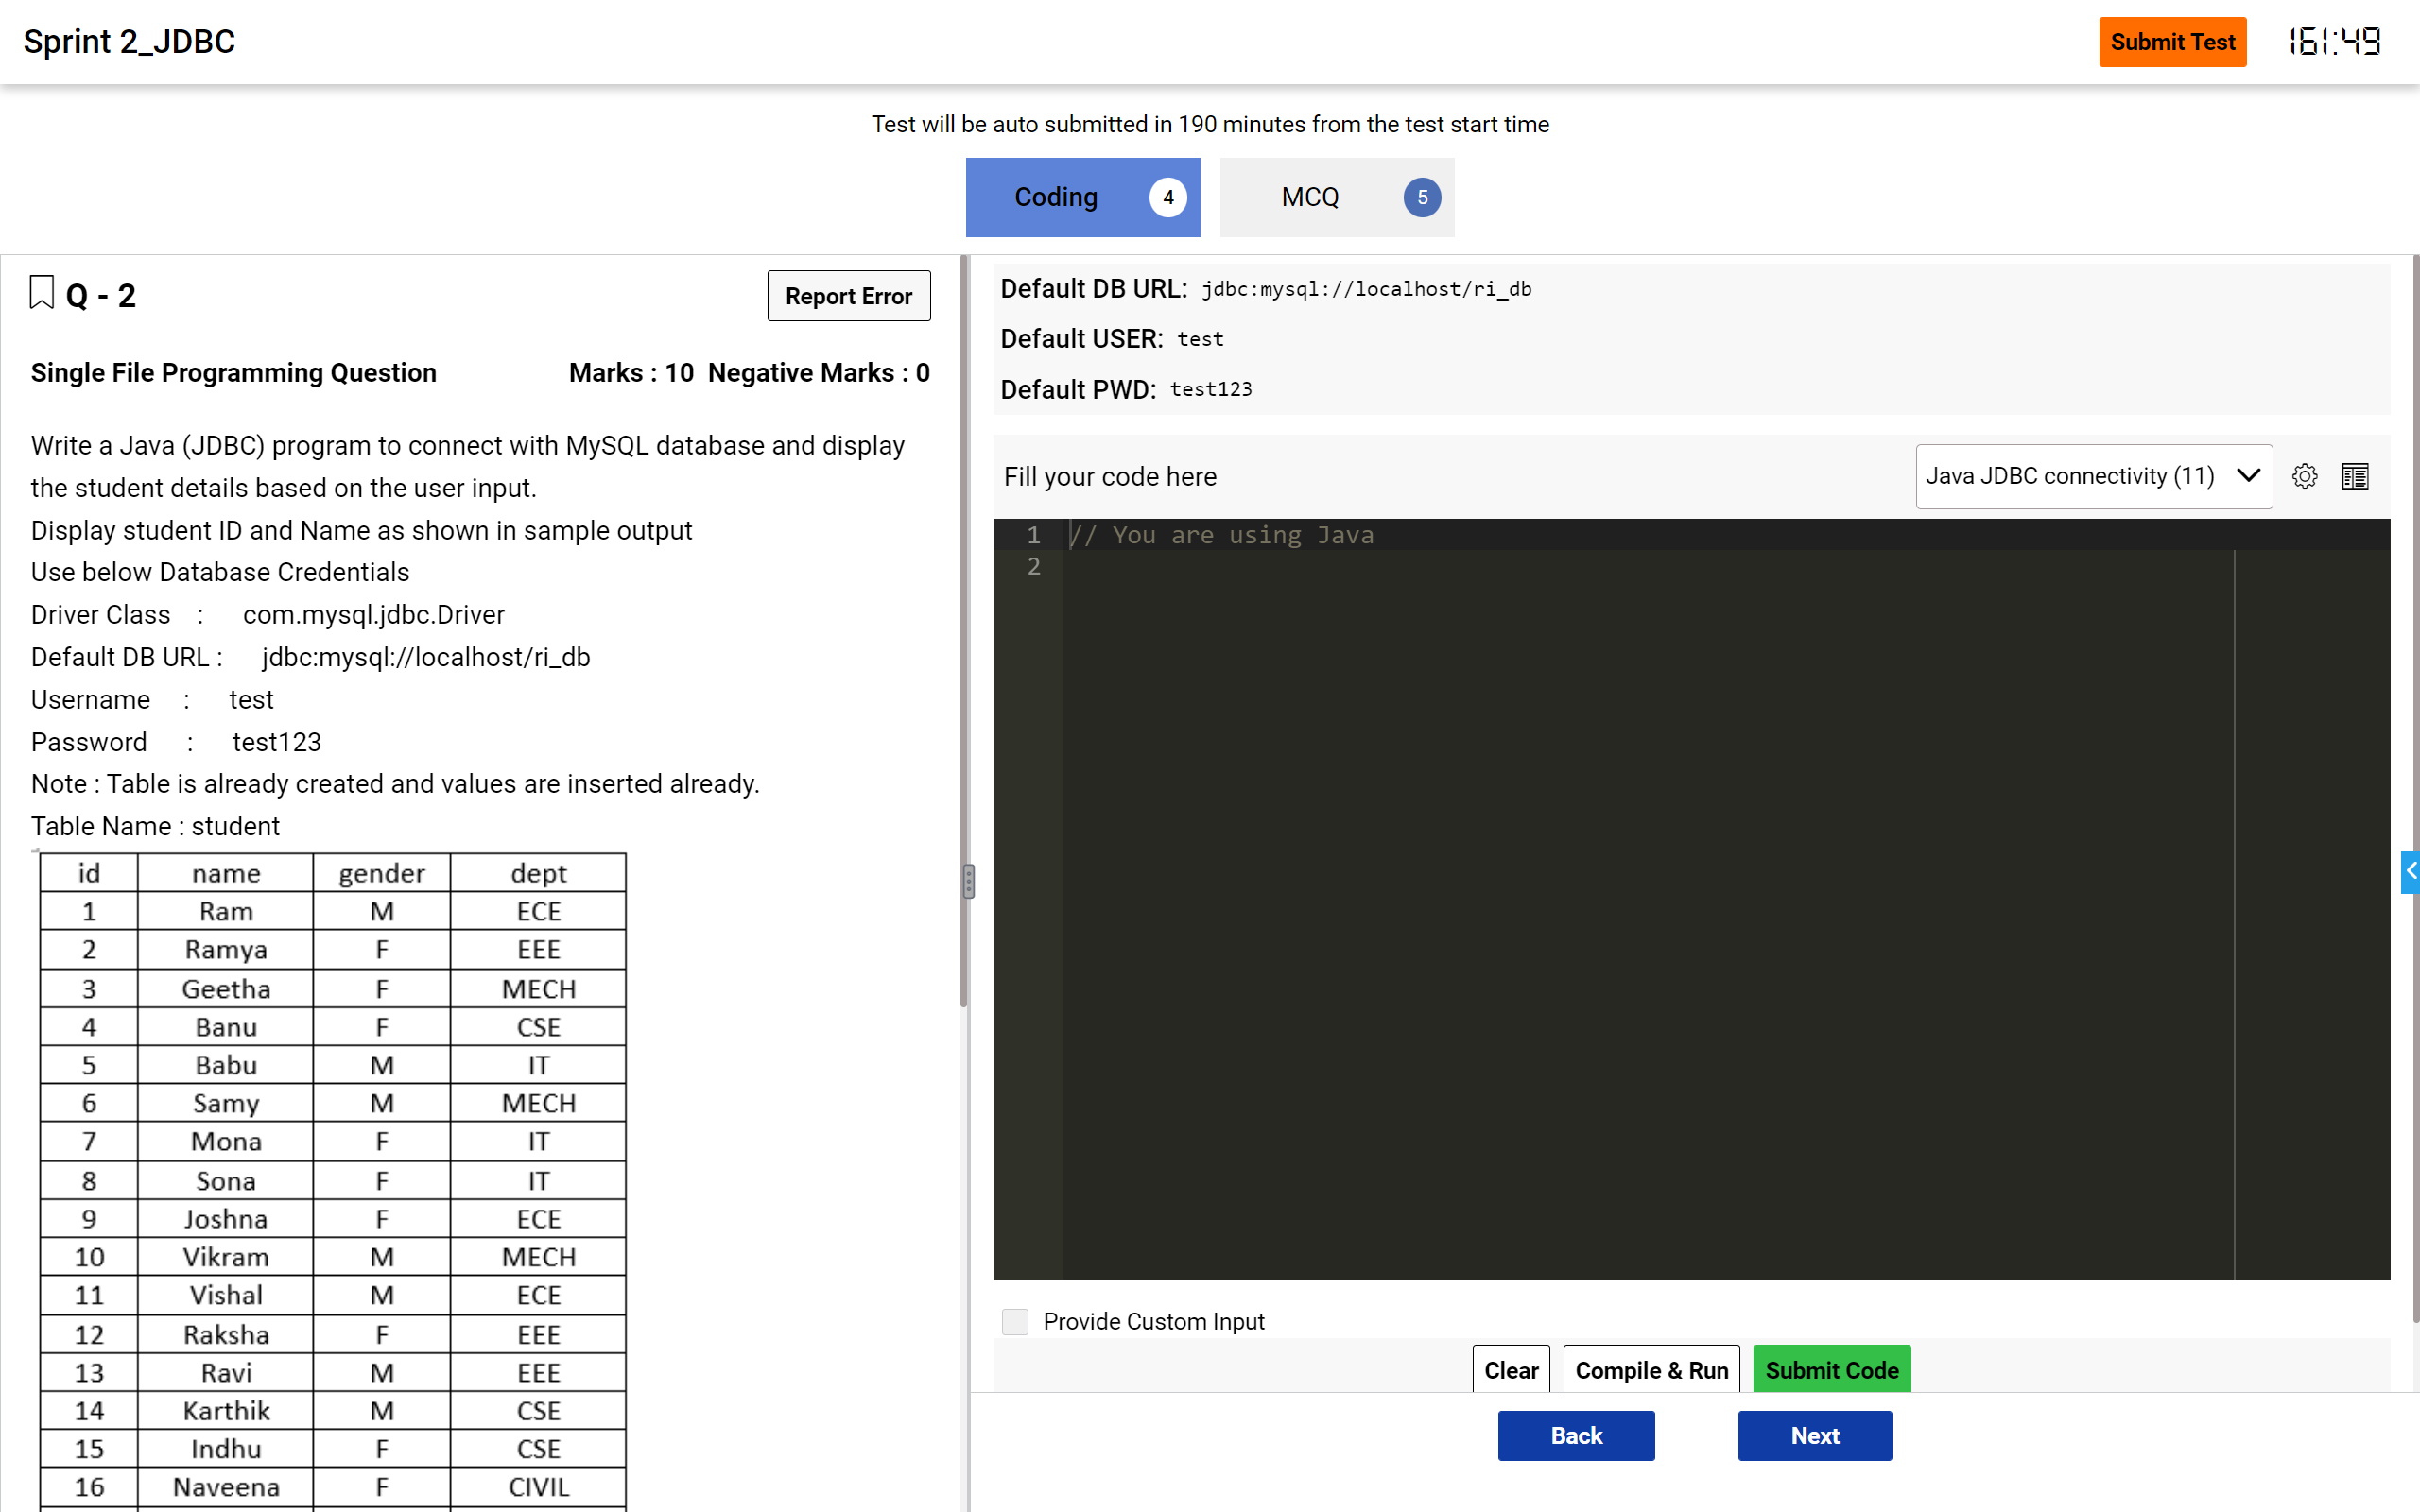 Sprint 2_JDBC
Submit Test
161:49
Test will be auto submitted in 190 minutes from the test start time
Coding 4
MCQ 5
Q - 2
Report Error
Single File Programming Question
Marks : 10 Negative Marks : 0
Write a Java (JDBC) program to connect with MySQL database and display
the student details based on the user input.
Display student ID and Name as shown in sample output
Use below Database Credentials
Driver Class : com.mysql.jdbc.Driver
Default DB URL : jdbc:mysql://localhost/ri_db
Username : test
Password : test123
Note : Table is already created and values are inserted already.
Table Name : student
id name gender dept
1 Ram M ECE
2 Ramya F EEE
3 Geetha F MECH
4 Banu F CSE
5 Babu M IT
6 Samy M MECH
7 Mona F IT
8 Sona F IT
9 Joshna F ECE
10 Vikram M MECH
11 Vishal M ECE
12 Raksha F EEE
13 Ravi M EEE
14 Karthik M CSE
15 Indhu F CSE
16 Naveena F CIVIL
Default DB URL: jdbc:mysql://localhost/ri_db
Default USER: test
Default PWD: test123
Fill your code here
Java JDBC connectivity (11)
1 // You are using Java
2
Provide Custom Input
Clear
Compile & Run
Submit Code
Back
Next